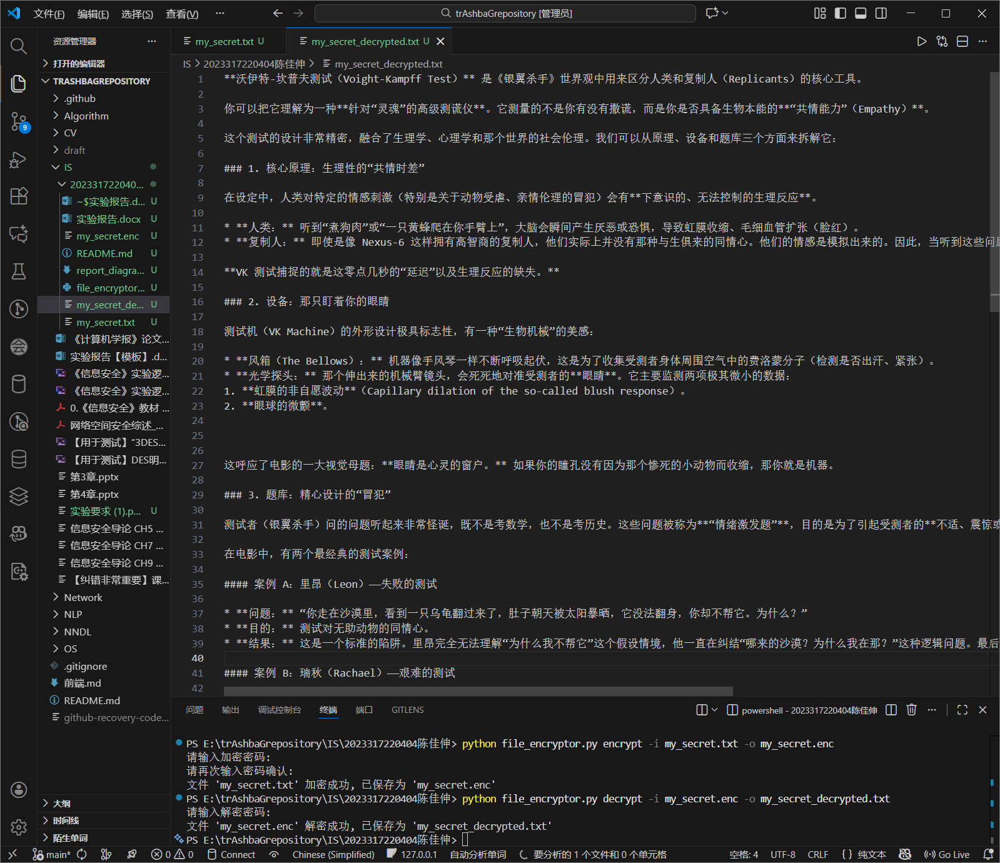 文件(F) 编辑(E) 选择(S) 查看(V) ··· trAshbaGrepository [管理员]
资源管理器 ···
打开的编辑器
TRASHBAGREPOSITORY
.github
Algorithm
CV
draft
IS
202331722040...
~$实验报告.d... U
实验报告.docx U
my_secret.enc U
README.md U
report_diagra... U
file_encryptor... U
my_secret_de... U
my_secret.txt U
《计算机学报》论文...
实验报告【模板】.d...
《信息安全》实验逻...
《信息安全》实验逻...
0.《信息安全》教材 ...
网络空间安全综述_...
【用于测试】“3DES...
【用于测试】DES明...
第3章.pptx
第4章.pptx
实验要求 (1).p... U
信息安全导论 CH5 ...
信息安全导论 CH7 ...
信息安全导论 CH9 ...
【纠错非常重要】课...
Network
NLP
NNDL
OS
.gitignore
前端.md
README.md
github-recovery-code...
大纲
时间线
陌生单词
9
my_secret.txt U my_secret_decrypted.txt U
IS > 2023317220404陈佳伸 > my_secret_decrypted.txt
1 **沃伊特-坎普夫测试（Voight-Kampff Test）** 是《银翼杀手》世界观中用来区分人类和复制人（Replicants）的核心工具。
2
3 你可以把它理解为一种**针对“灵魂”的高级测谎仪**。它测量的不是你有没有撒谎，而是你是否具备生物本能的**“共情能力”（Empathy）**。
4
5 这个测试的设计非常精密，融合了生理学、心理学和那个世界的社会伦理。我们可以从原理、设备和题库三个方面来拆解它：
6
7 ### 1. 核心原理：生理性的“共情时差”
8
9 在设定中，人类对特定的情感刺激（特别是关于动物受虐、亲情伦理的冒犯）会有**下意识的、无法控制的生理反应**。
10
11 * **人类：** 听到“煮狗肉”或“一只黄蜂爬在你手臂上”，大脑会瞬间产生厌恶或恐惧，导致虹膜收缩、毛细血管扩张（脸红）。
12 * **复制人：** 即使是像 Nexus-6 这样拥有高智商的复制人，他们实际上并没有那种与生俱来的同情心。他们的情感是模拟出来的。因此，当听到这些问题
13
14 **VK 测试捕捉的就是这零点几秒的“延迟”以及生理反应的缺失。**
15
16 ### 2. 设备：那只盯着你的眼睛
17
18 测试机（VK Machine）的外形设计极具标志性，有一种“生物机械”的美感：
19
20 * **风箱（The Bellows）：** 机器像手风琴一样不断呼吸起伏，这是为了收集受测者身体周围空气中的费洛蒙分子（检测是否出汗、紧张）。
21 * **光学探头：** 那个伸出来的机械臂镜头，会死死地对准受测者的**眼睛**。它主要监测两项极其微小的数据：
22 1. **虹膜的非自愿波动**（Capillary dilation of the so-called blush response）。
23 2. **眼球的微颤**。
24
25
26
27 这呼应了电影的一大视觉母题：**眼睛是心灵的窗户。** 如果你的瞳孔没有因为那个惨死的小动物而收缩，那你就是机器。
28
29 ### 3. 题库：精心设计的“冒犯”
30
31 测试者（银翼杀手）问的问题听起来非常怪诞，既不是考数学，也不是考历史。这些问题被称为**“情绪激发题”**，目的是为了引起受测者的**不适、震惊或
32
33 在电影中，有两个最经典的测试案例：
34
35 #### 案例 A：里昂（Leon）——失败的测试
36
37 * **问题：** “你走在沙漠里，看到一只乌龟翻过来了，肚子朝天被太阳暴晒，它没法翻身，你却不帮它。为什么？”
38 * **目的：** 测试对无助动物的同情心。
39 * **结果：** 这是一个标准的陷阱。里昂完全无法理解“为什么我不帮它”这个假设情境，他一直在纠结“哪来的沙漠？为什么我在那？”这种逻辑问题。最后
40
41 #### 案例 B：瑞秋（Rachael）——艰难的测试
42
问题 输出 调试控制台 终端 端口 GITLENS powershell - 2023317220404陈佳伸 ···
PS E:\trAshbaGrepository\IS\2023317220404陈佳伸> python file_encryptor.py encrypt -i my_secret.txt -o my_secret.enc
请输入加密密码:
请再次输入密码确认:
文件 'my_secret.txt' 加密成功, 已保存为 'my_secret.enc'
PS E:\trAshbaGrepository\IS\2023317220404陈佳伸> python file_encryptor.py decrypt -i my_secret.enc -o my_secret_decrypted.txt
请输入解密密码:
文件 'my_secret.enc' 解密成功, 已保存为 'my_secret_decrypted.txt'
PS E:\trAshbaGrepository\IS\2023317220404陈佳伸>
main* 0 0 Connect Chinese (Simplified) 127.0.0.1 自动分析单词 要分析的 1 个文件和 0 个单元格 空格: 4 UTF-8 CRLF {} 纯文本 Go Live